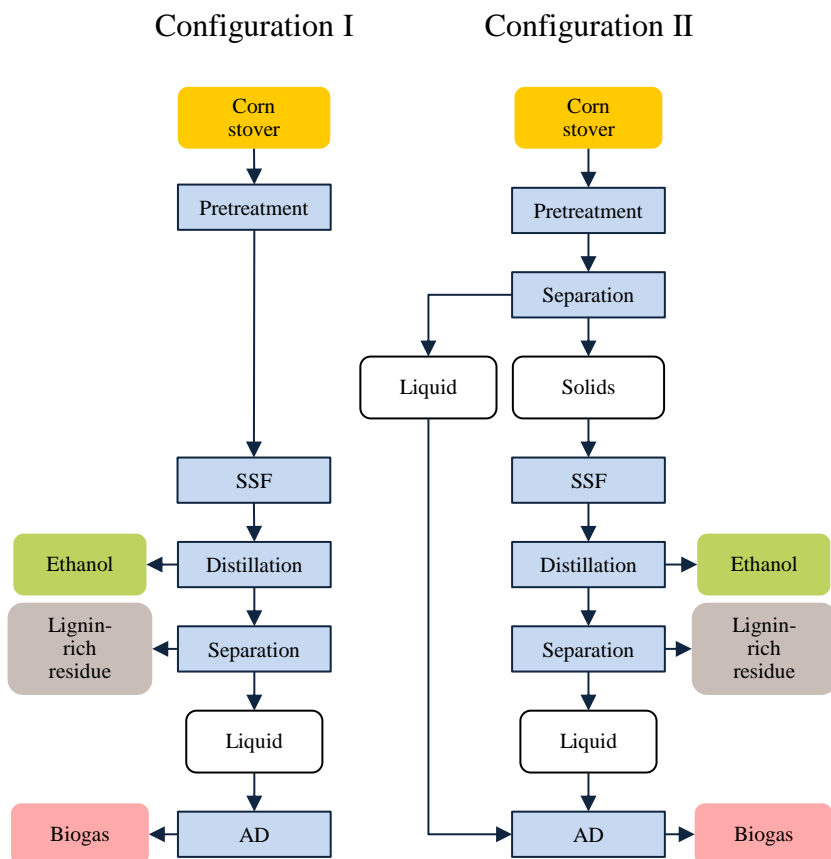 Configuration I
Configuration II
Corn
stover
Pretreatment
SSF
Ethanol
Distillation
Lignin-
rich
residue
Separation
Liquid
Biogas
AD
Corn
stover
Pretreatment
Separation
Liquid
Solids
SSF
Distillation
Ethanol
Separation
Lignin-
rich
residue
Liquid
AD
Biogas